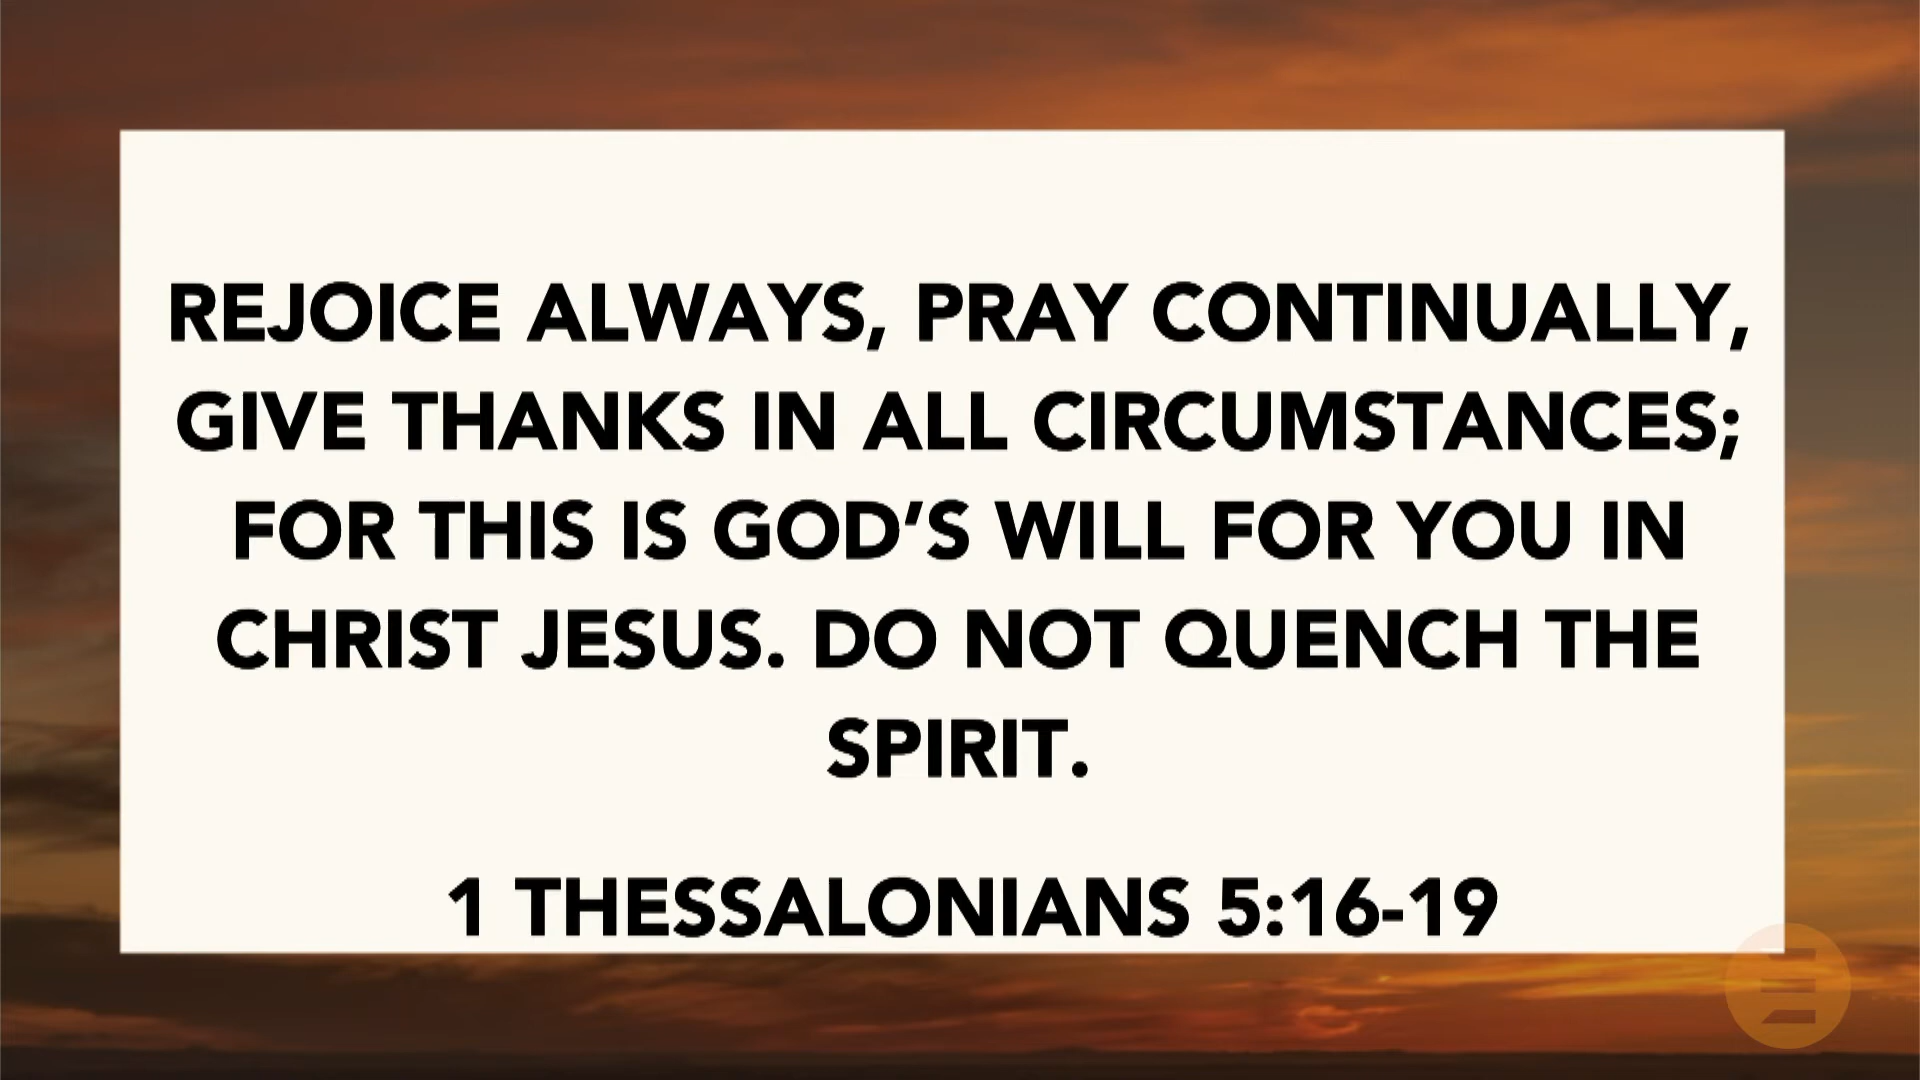 REJOICE ALWAYS, PRAY CONTINUALLY,
GIVE THANKS IN ALL CIRCUMSTANCES;
FOR THIS IS GOD’S WILL FOR YOU IN
CHRIST JESUS. DO NOT QUENCH THE
SPIRIT.
1 THESSALONIANS 5:16-19